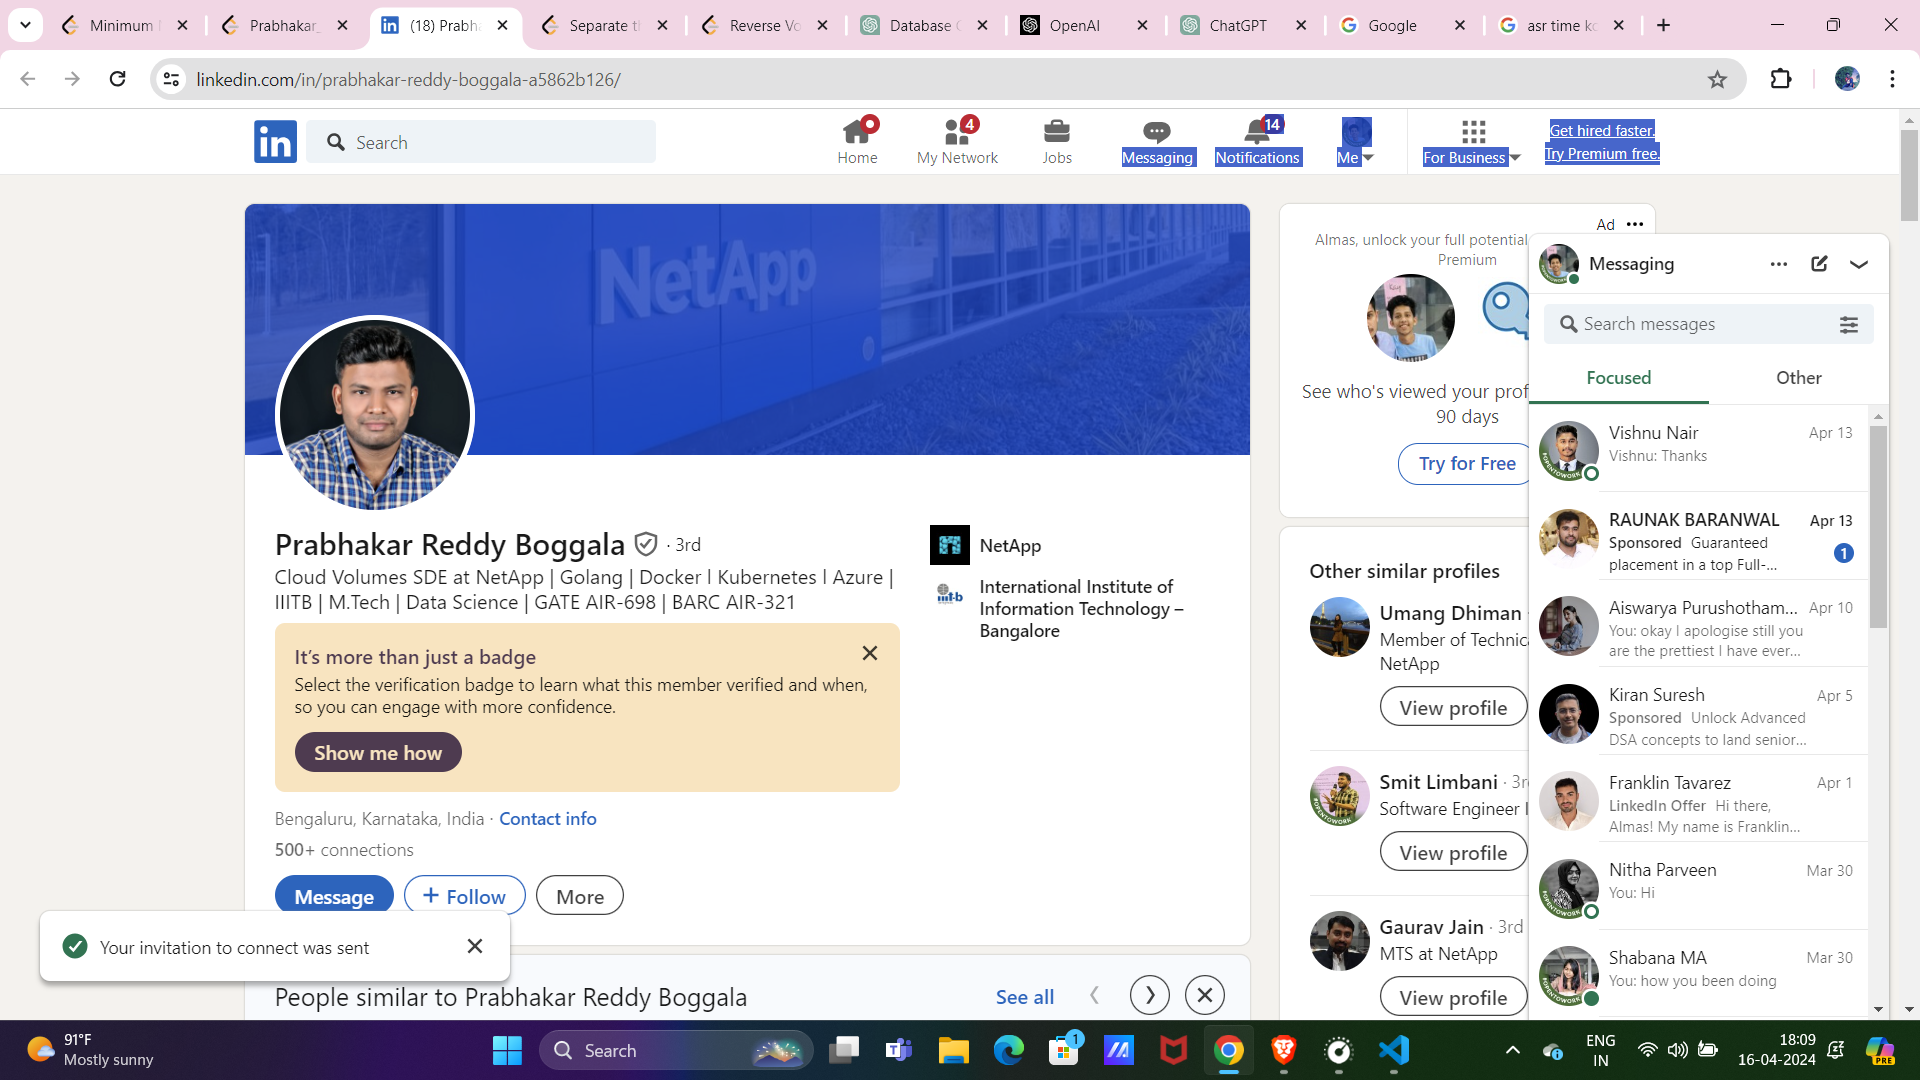 Minimum
Prabhakar_
(18) Prabha
Separate th
Reverse Vo
Database
OpenAI
ChatGPT
Google
asr time
linkedin.com/in/prabhakar-reddy-boggala-a5862b126/
in
Search
Home
4
My Network
Jobs
Messaging
14
Notifications
Me
For Business
Get hired faster.
Try Premium free.
NetApp
Prabhakar Reddy Boggala · 3rd
Cloud Volumes SDE at NetApp | Golang | Docker l Kubernetes l Azure |
IIITB | M.Tech | Data Science | GATE AIR-698 | BARC AIR-321
NetApp
International Institute of
Information Technology –
Bangalore
It's more than just a badge
Select the verification badge to learn what this member verified and when,
so you can engage with more confidence.
Show me how
Bengaluru, Karnataka, India · Contact info
500+ connections
Message
+ Follow
More
Your invitation to connect was sent
People similar to Prabhakar Reddy Boggala
See all
Ad ···
Almas, unlock your full potential
Premium
See who's viewed your prof
90 days
Try for Free
Other similar profiles
Umang Dhiman
Member of Technic
NetApp
View profile
Smit Limbani · 3r
Software Engineer
View profile
Gaurav Jain · 3rd
MTS at NetApp
View profile
Messaging
Search messages
Focused
Other
Vishnu Nair
Apr 13
Vishnu: Thanks
RAUNAK BARANWAL
Apr 13
Sponsored Guaranteed
placement in a top Full-...
1
Aiswarya Purushotham...
Apr 10
You: okay I apologise still you
are the prettiest I have ever...
Kiran Suresh
Apr 5
Sponsored Unlock Advanced
DSA concepts to land senior...
Franklin Tavarez
Apr 1
LinkedIn Offer Hi there,
Almas! My name is Franklin...
Nitha Parveen
Mar 30
You: Hi
Shabana MA
Mar 30
You: how you been doing
91°F
Mostly sunny
Search
1
ENG
IN
18:09
16-04-2024
PRE